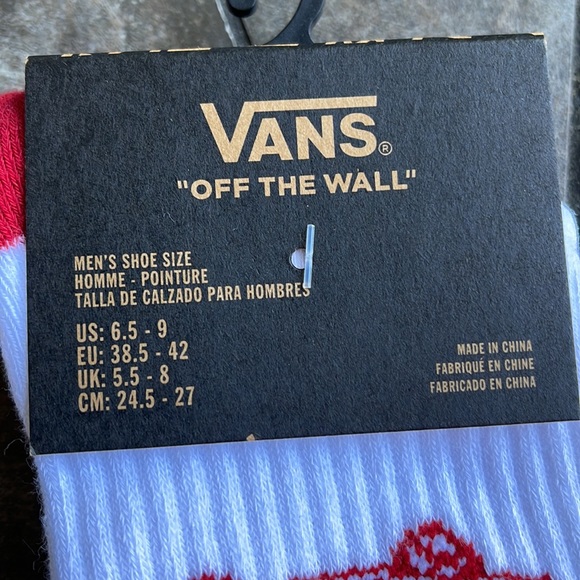 VANS®
"OFF THE WALL"
MEN'S SHOE SIZE
HOMME - POINTURE
TALLA DE CALZADO PARA HOMBRES
US: 6.5 - 9
EU: 38.5 - 42
UK: 5.5 - 8
CM: 24.5 - 27
MADE IN CHINA
FABRIQUÉ EN CHINE
FABRICADO EN CHINA